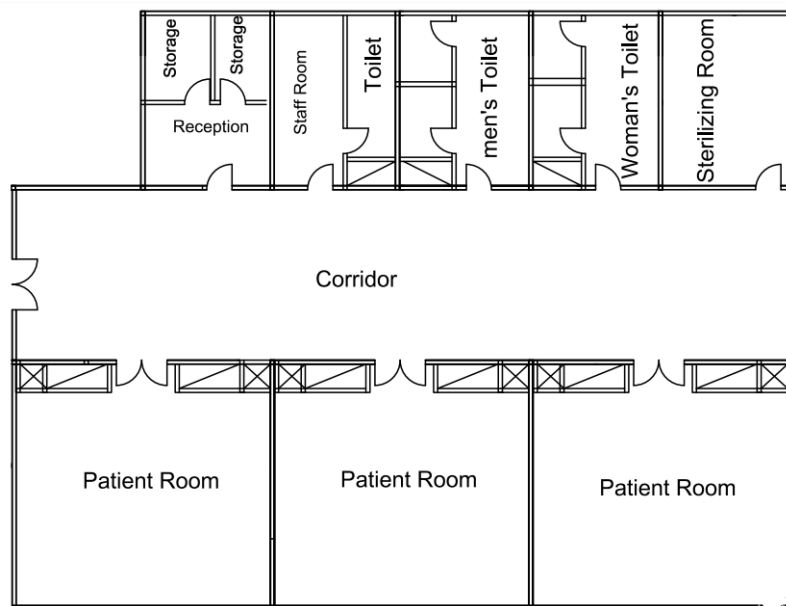 Storage
Storage
Reception
Staff Room
Toilet
men's Toilet
Woman's Toilet
Sterilizing Room
Corridor
Patient Room
Patient Room
Patient Room